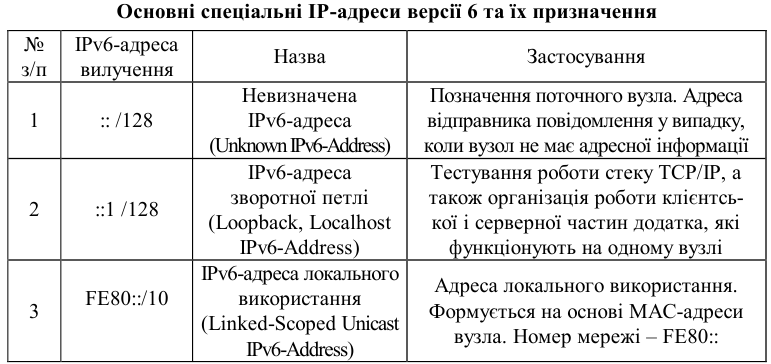 Основні спеціальні IP-адреси версії 6 та їх призначення
№
з/п
IPv6-адреса
вилучення
Назва
Застосування
1
:: /128
Невизначена
IPv6-адреса
(Unknown IPv6-Address)
Позначення поточного вузла. Адреса
відправника повідомлення у випадку,
коли вузол не має адресної інформації
2
::1 /128
IPv6-адреса
зворотної петлі
(Loopback, Localhost
IPv6-Address)
Тестування роботи стеку TCP/IP, а
також організація роботи клієнтсь-
кої і серверної частин додатка, які
функціонують на одному вузлі
3
FE80::/10
IPv6-адреса локального
використання
(Linked-Scoped Unicast
IPv6-Address)
Адреса локального використання.
Формується на основі MAC-адреси
вузла. Номер мережі – FE80::